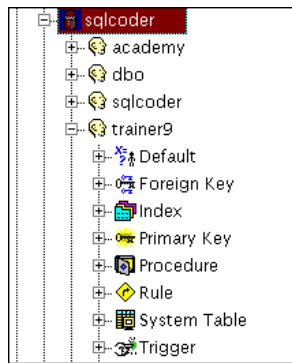 sqlcoder
academy
dbo
sqlcoder
trainer9
Default
Foreign Key
Index
Primary Key
Procedure
Rule
System Table
Trigger